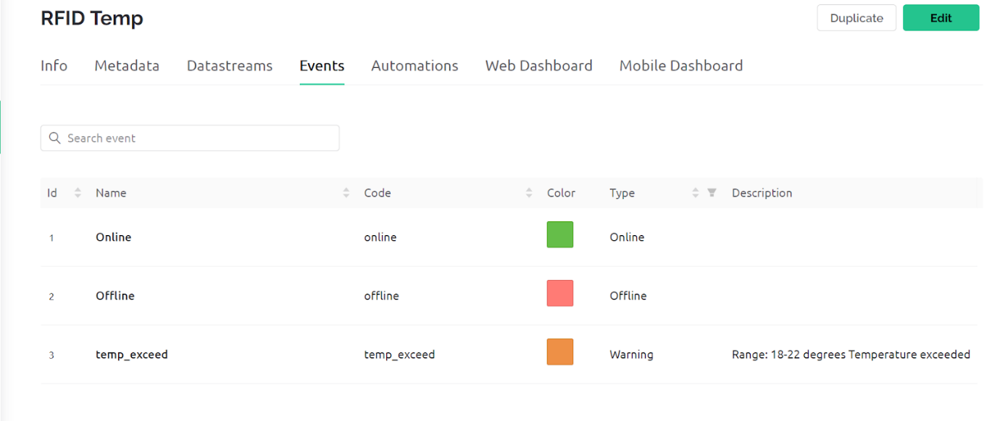 RFID Temp
Duplicate
Edit
Info Metadata Datastreams Events Automations Web Dashboard Mobile Dashboard
Search event
Id Name Code Color Type Description
1 Online online Online
2 Offline offline Offline
3 temp_exceed temp_exceed Warning Range: 18-22 degrees Temperature exceeded